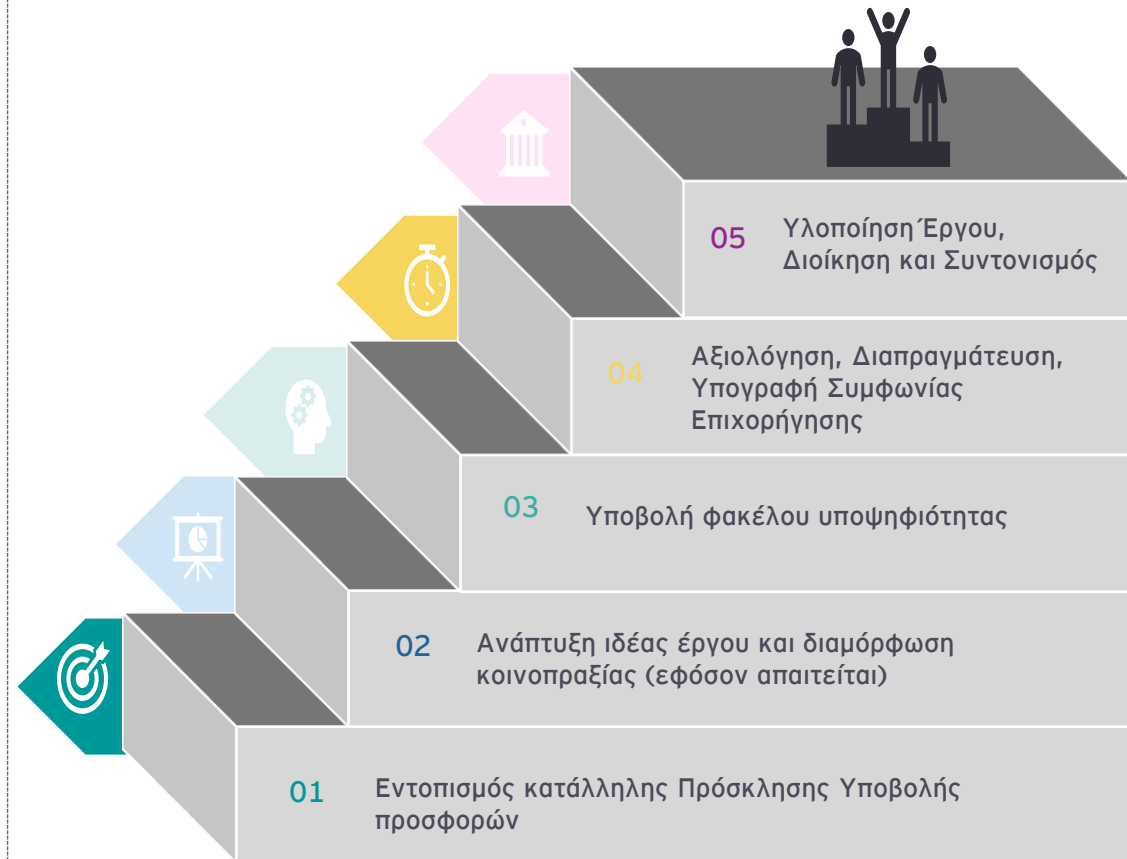 05
Υλοποίηση Έργου,
Διοίκηση και Συντονισμός
04
Αξιολόγηση, Διαπραγμάτευση,
Υπογραφή Συμφωνίας
Επιχορήγησης
03
Υποβολή φακέλου υποψηφιότητας
02
Ανάπτυξη ιδέας έργου και διαμόρφωση
κοινοπραξίας (εφόσον απαιτείται)
01
Εντοπισμός κατάλληλης Πρόσκλησης Υποβολής
προσφορών